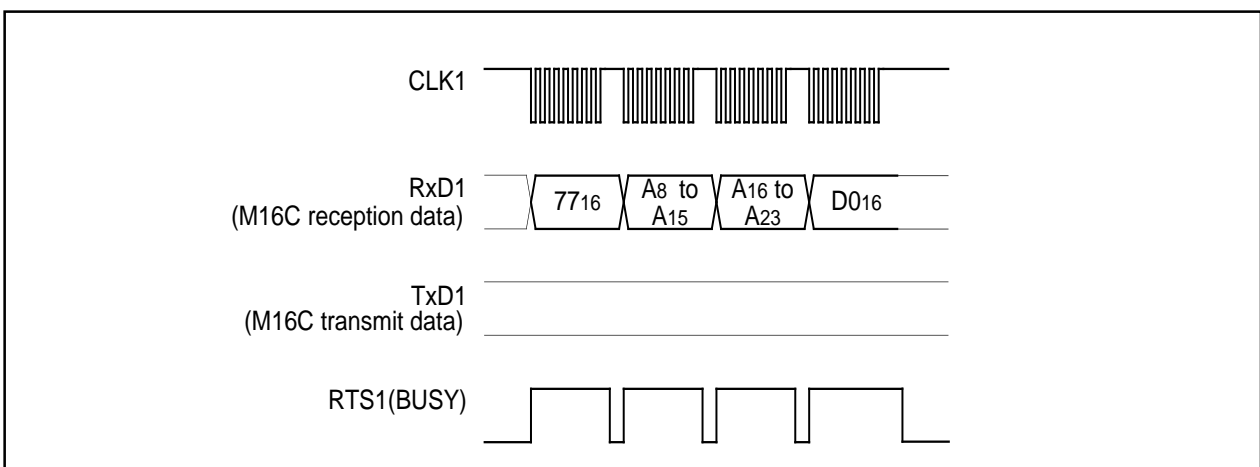 CLK1
RxD1
(M16C reception data)
7716
A8 to
A15
A16 to
A23
D016
TxD1
(M16C transmit data)
RTS1(BUSY)